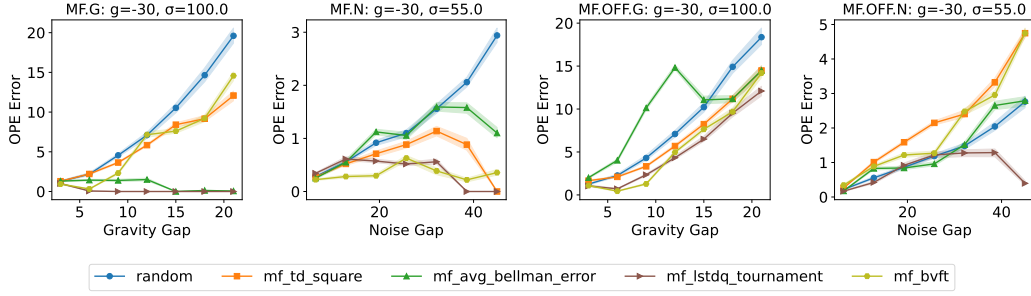 MF.G: g=-30, σ=100.0
MF.N: g=-30, σ=55.0
MF.OFF.G: g=-30, σ=100.0
MF.OFF.N: g=-30, σ=55.0
OPE Error
0
5
10
15
20
5
10
15
20
Gravity Gap
OPE Error
0
1
2
3
20
40
Noise Gap
OPE Error
0
5
10
15
20
5
10
15
20
Gravity Gap
OPE Error
0
1
2
3
4
5
20
40
Noise Gap
random
mf_td_square
mf_avg_bellman_error
mf_lstdq_tournament
mf_bvft